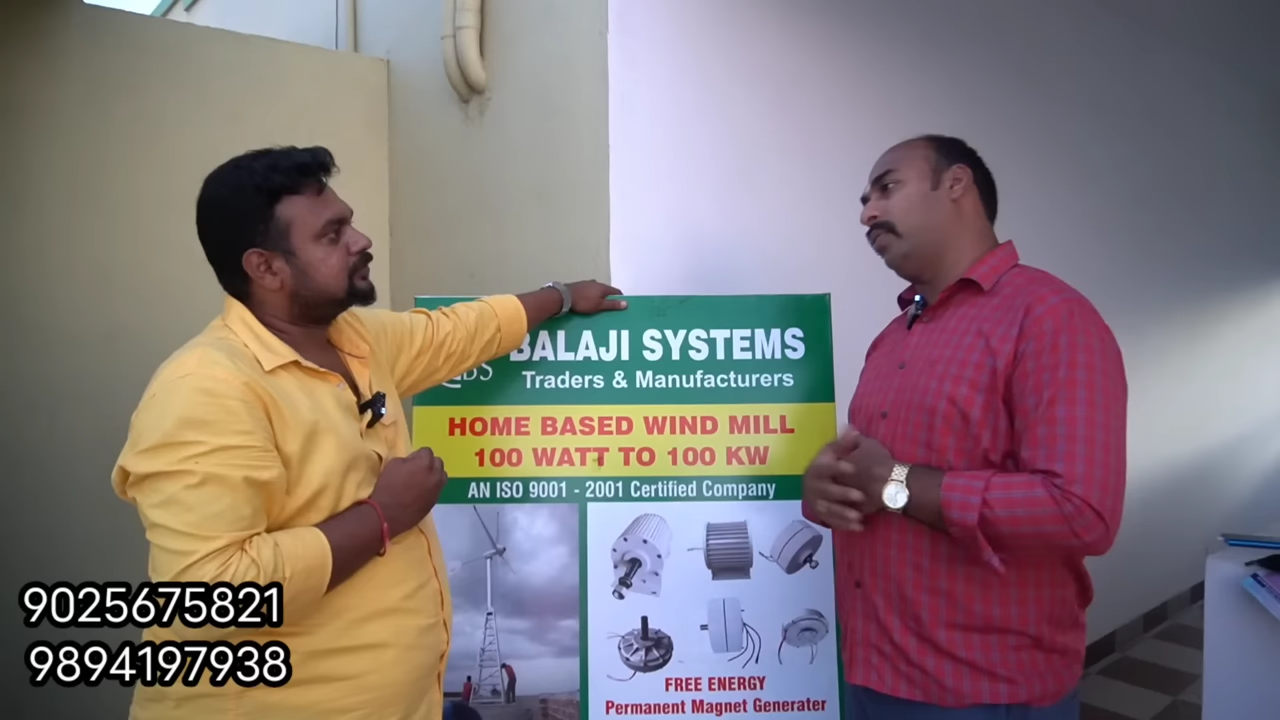 BALAJI SYSTEMS
Traders & Manufacturers
HOME BASED WIND MILL
100 WATT TO 100 KW
AN ISO 9001 - 2001 Certified Company
9025675821
9894197938
FREE ENERGY
Permanent Magnet Generater